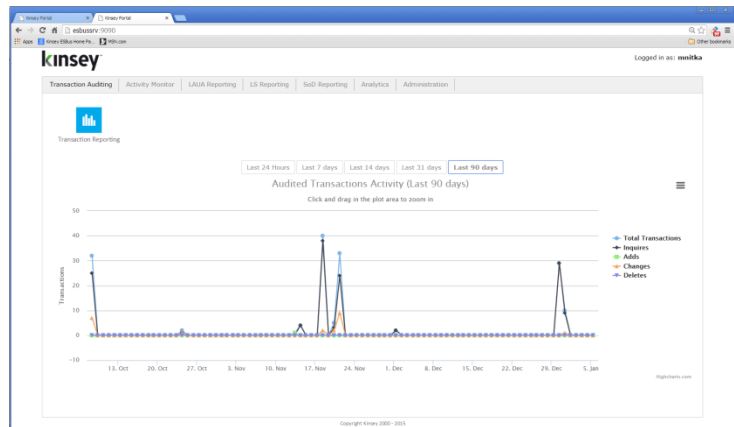 Kinsey Portal
Kinsey Portal
esbussrv:9090
Apps
Kinsey ESBus Home Pa...
MSN.com
Other bookmarks
kinsey
Logged in as: mnitka
Transaction Auditing
Activity Monitor
LAUA Reporting
LS Reporting
SoD Reporting
Analytics
Administration
Transaction Reporting
Last 24 Hours
Last 7 days
Last 14 days
Last 31 days
Last 90 days
Audited Transactions Activity (Last 90 days)
Click and drag in the plot area to zoom in
Transactions
50
40
30
20
10
0
-10
13. Oct
20. Oct
27. Oct
3. Nov
10. Nov
17. Nov
24. Nov
1. Dec
8. Dec
15. Dec
22. Dec
29. Dec
5. Jan
Total Transactions
Inquires
Adds
Changes
Deletes
Highcharts.com
Copyright Kinsey 2000 - 2015